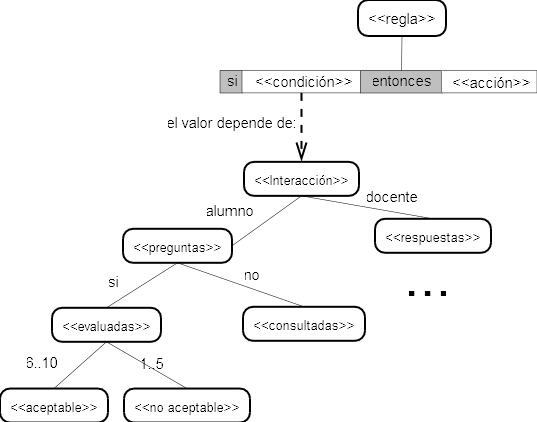 <<regla>>
si <<condición>> entonces <<acción>>
el valor depende de:
<<Interacción>>
alumno docente
<<preguntas>> <<respuestas>>
si no
...
<<evaluadas>> <<consultadas>>
6..10 1..5
<<aceptable>> <<no aceptable>>